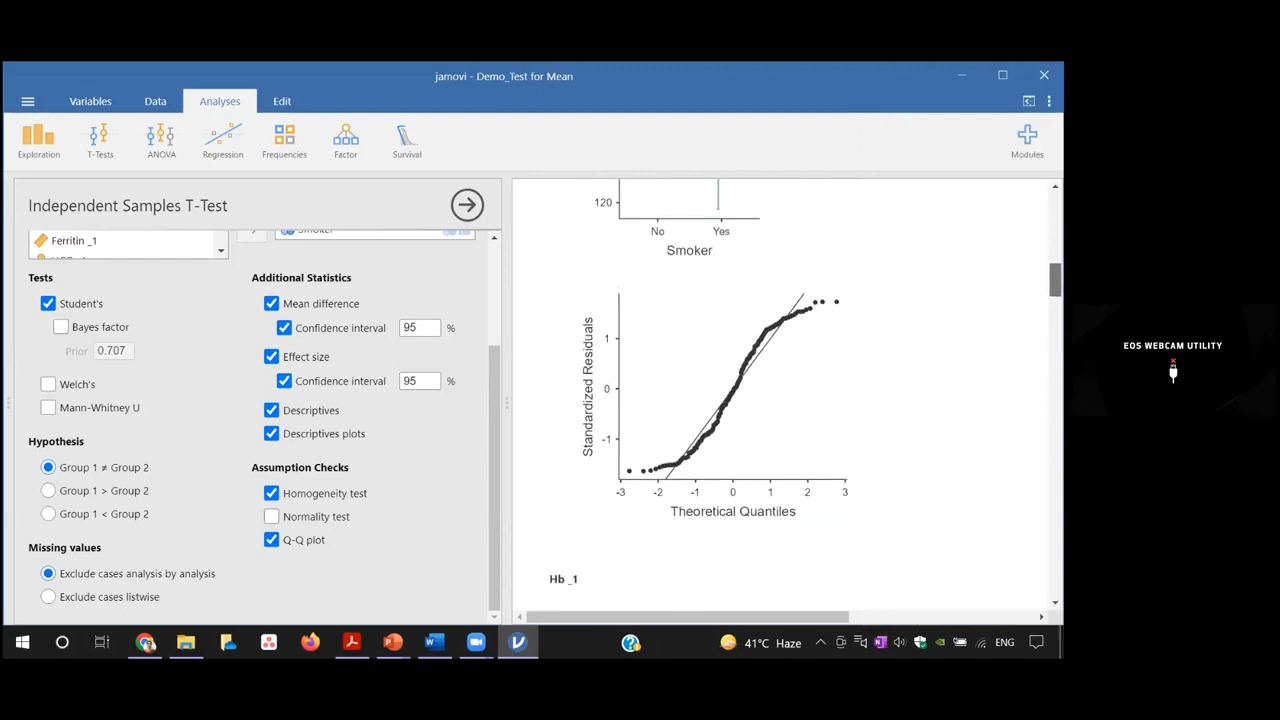 jamovi - Demo_Test for Mean
Variables Data Analyses Edit
Exploration T-Tests ANOVA Regression Frequencies Factor Survival Modules
Independent Samples T-Test
Ferritin _1
Smoker
Tests
Student's
Bayes factor
Prior 0.707
Welch's
Mann-Whitney U
Hypothesis
Group 1 ≠ Group 2
Group 1 > Group 2
Group 1 < Group 2
Missing values
Exclude cases analysis by analysis
Exclude cases listwise
Additional Statistics
Mean difference
Confidence interval 95 %
Effect size
Confidence interval 95 %
Descriptives
Descriptives plots
Assumption Checks
Homogeneity test
Normality test
Q-Q plot
120
No Yes
Smoker
Standardized Residuals
1
0
-1
-3 -2 -1 0 1 2 3
Theoretical Quantiles
Hb _1
EOS WEBCAM UTILITY
41°C Haze ENG